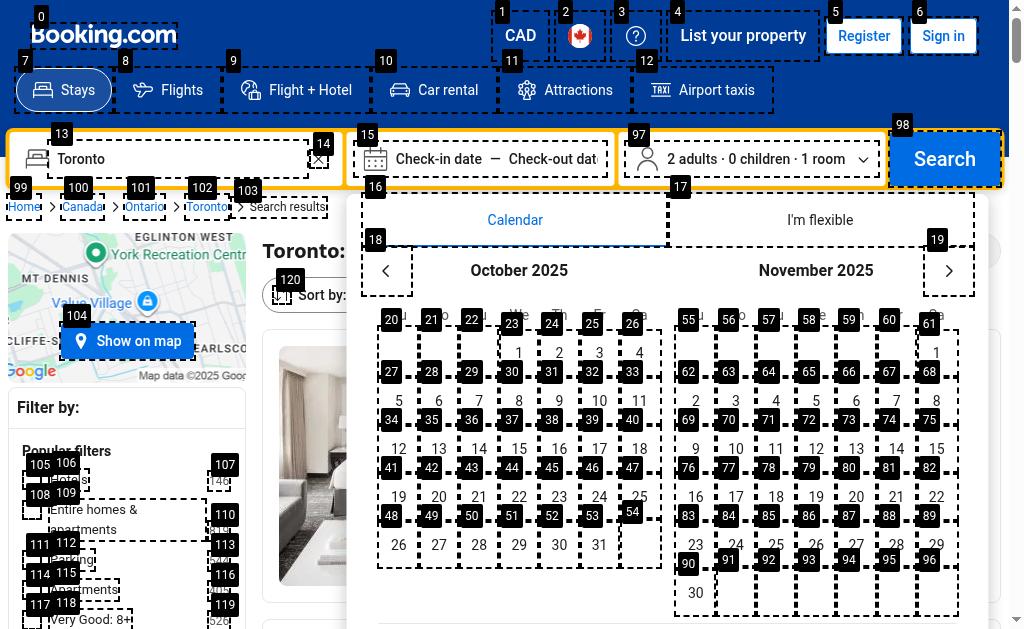 Booking.com
CAD
List your property
Register
Sign in
Stays
Flights
Flight + Hotel
Car rental
Attractions
Airport taxis
Toronto
Check-in date — Check-out dat
2 adults · 0 children · 1 room
Search
Home > Canada > Ontario > Toronto > Search results
Calendar
I'm flexible
October 2025
November 2025
1 2 3 4
5 6 7 8 9 10 11
12 13 14 15 16 17 18
19 20 21 22 23 24 25
26 27 28 29 30 31
1
2 3 4 5 6 7 8
9 10 11 12 13 14 15
16 17 18 19 20 21 22
23 24 25 26 27 28 29
30
EGLINTON WEST
York Recreation Centr
MT DENNIS
Value Village
Show on map
Google
Map data ©2025 Goog
Toronto:
Sort by:
Filter by:
Popular filters
Hotels
146
Entire homes &
apartments
Parking
Apartments
Very Good: 8+
526
0 1 2 3 4 5 6
7 8 9 10 11 12
13 14 15 97 98
99 100 101 102 103 16 17
18 19
120 104
20 21 22 23 24 25 26 55 56 57 58 59 60 61
27 28 29 30 31 32 33 62 63 64 65 66 67 68
34 35 36 37 38 39 40 69 70 71 72 73 74 75
41 42 43 44 45 46 47 76 77 78 79 80 81 82
48 49 50 51 52 53 54 83 84 85 86 87 88 89
90 91 92 93 94 95 96
105 106 107
108 109 110
111 112 113
114 115 116
117 118 119